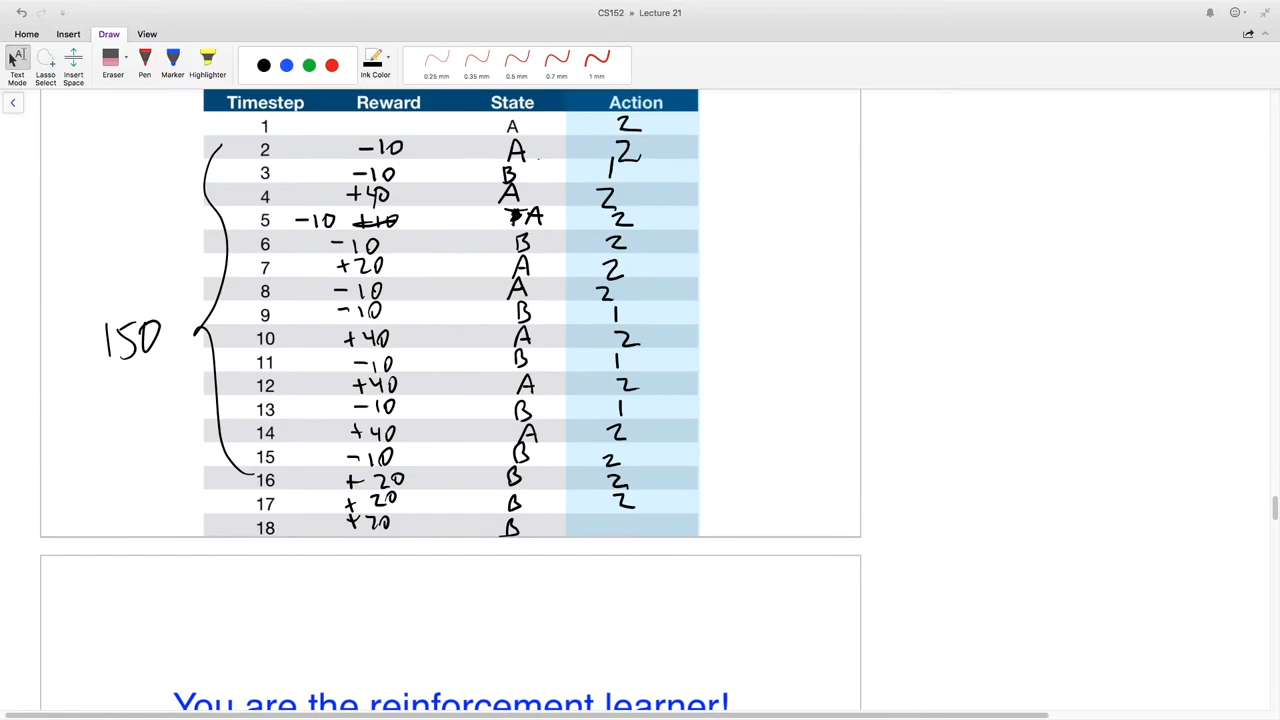 CS152 » Lecture 21
Home Insert Draw View
Text Mode Lasso Select Insert Space Eraser Pen Marker Highlighter Ink Color 0.25 mm 0.35 mm 0.5 mm 0.7 mm 1 mm
Timestep Reward State Action
1 A 2
2 -10 A 2
3 -10 B 1
4 +40 A 2
5 -10 +10 A 2
6 -10 B 2
7 +20 A 2
8 -10 A 2
9 -10 B 1
10 +40 A 2
11 -10 B 1
12 +40 A 2
13 -10 B 1
14 +40 A 2
15 -10 B 2
16 +20 B 2
17 +20 B 2
18 +20 B
150
You are the reinforcement learner!